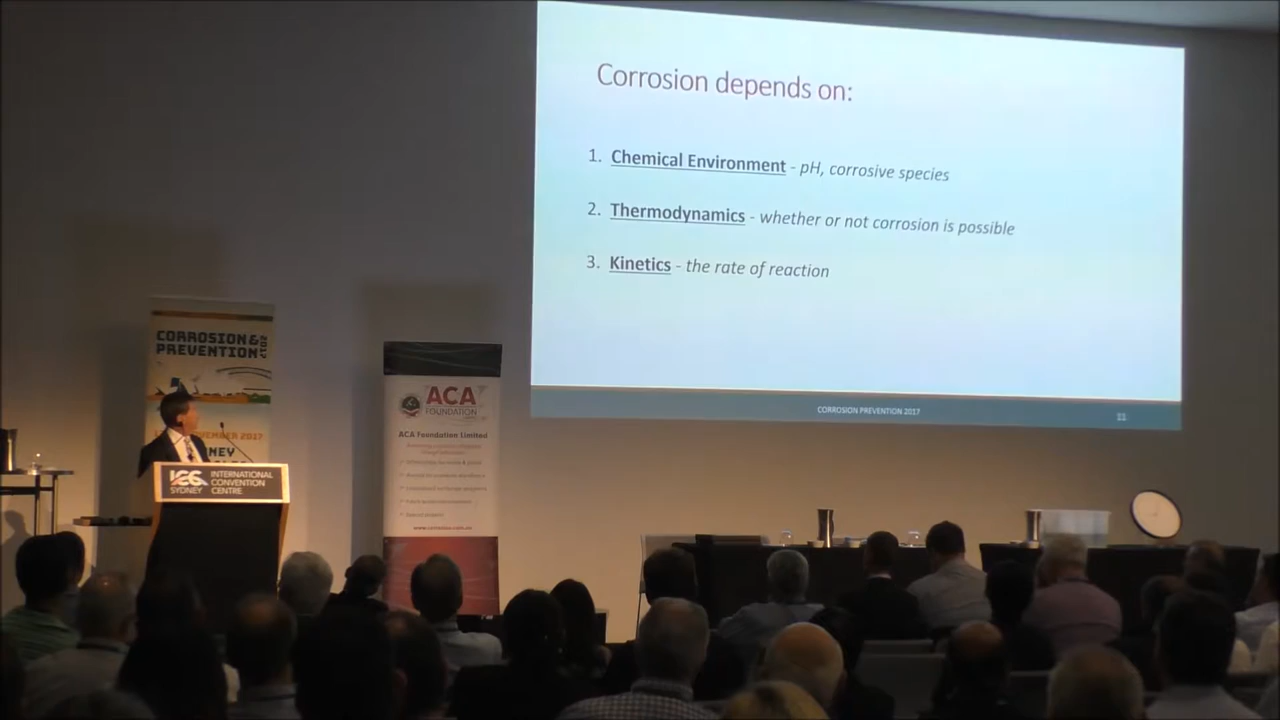 Corrosion depends on:
1. Chemical Environment - pH, corrosive species
2. Thermodynamics - whether or not corrosion is possible
3. Kinetics - the rate of reaction
CORROSION PREVENTION 2017
CORROSION &
PREVENTION 2017
2017
ICC
SYDNEY
INTERNATIONAL
CONVENTION
CENTRE
ACA
FOUNDATION
ACA Foundation Limited